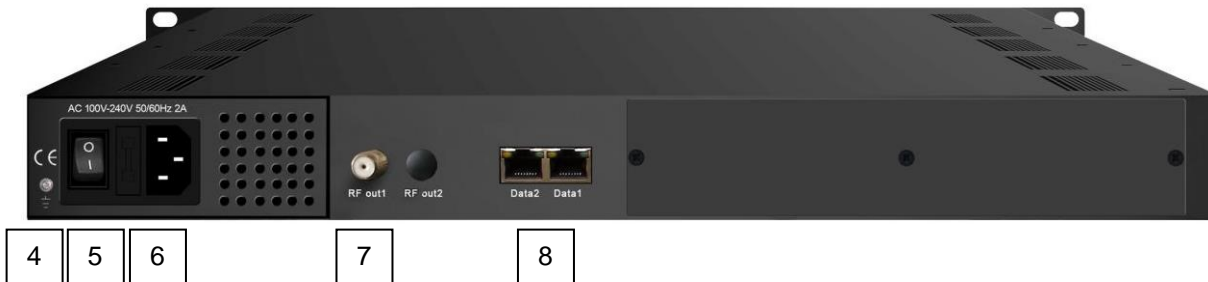 AC 100V-240V 50/60Hz 2A
O
I
CE
RF out1 RF out2
Data2 Data1
4 5 6 7 8